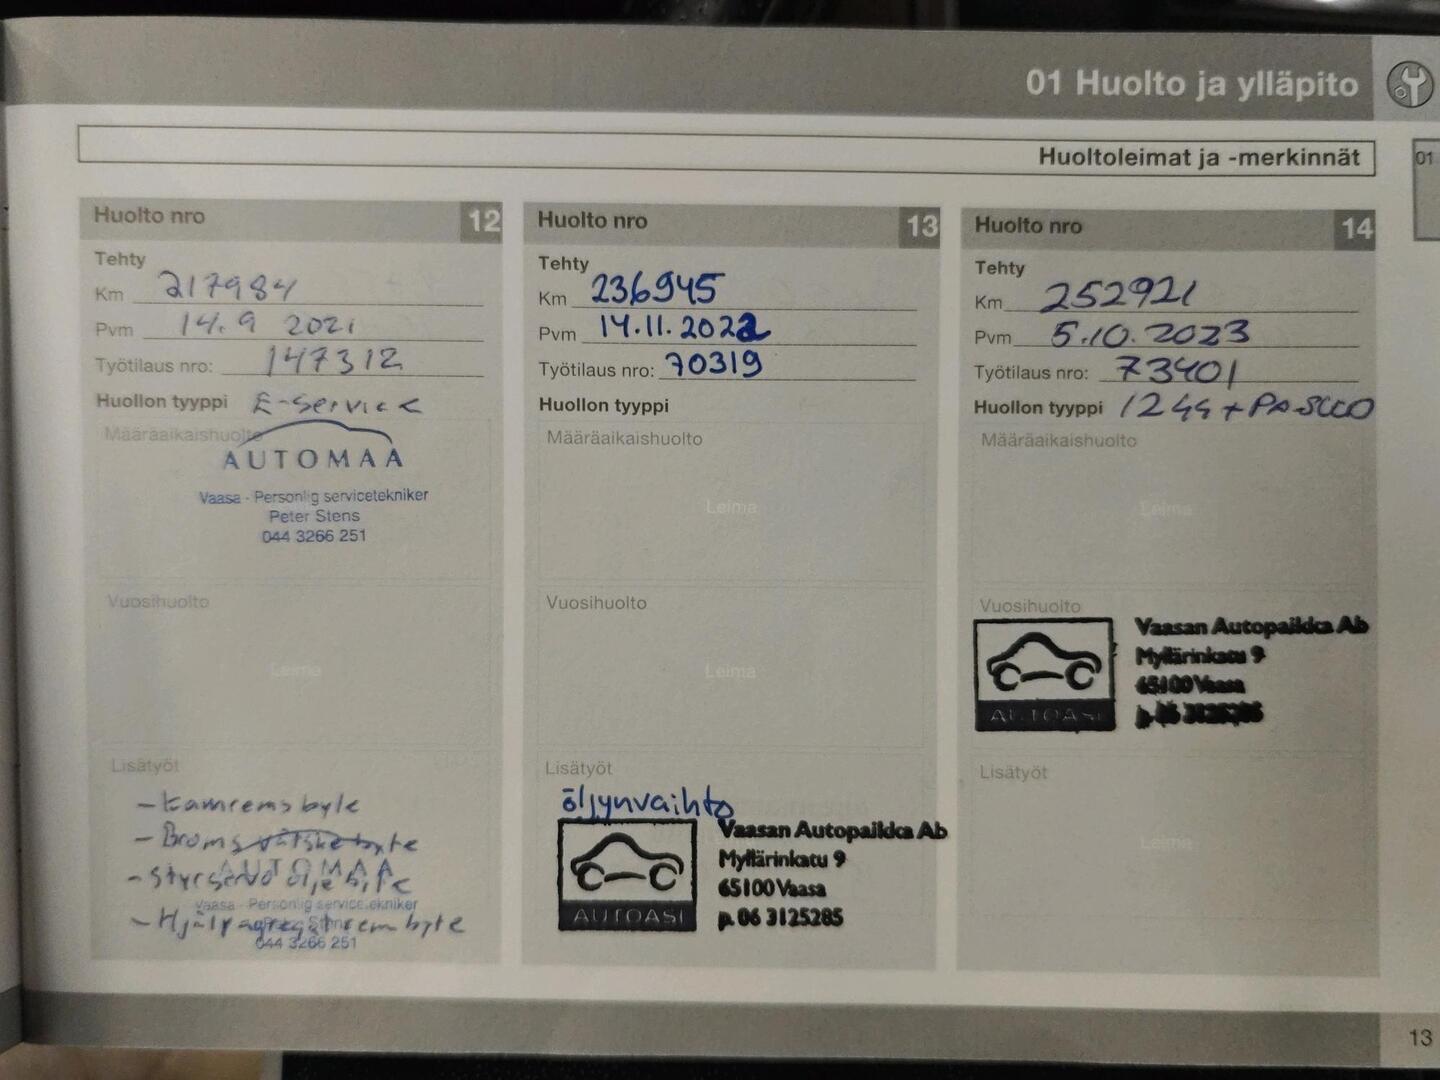 01 Huolto ja ylläpito
Huoltoleimat ja -merkinnät
01
Huolto nro 12
Tehty
Km 217984
Pvm 14.9 2021
Työtilaus nro: 147312
Huollon tyyppi E-service
Määräaikaishuolto
AUTOMAA
Vaasa - Personlig servicetekniker
Peter Stens
044 3266 251
Vuosihuolto
Leima
Lisätyöt
- Kamremsbyte
- Bromsvätskebyte
- Styrservo olje byte
AUTOMAA
Vaasa - Personlig servicetekniker
- Hjälpagregatsrem byte
044 3266 251
Huolto nro 13
Tehty
Km 236945
Pvm 14.11.2022
Työtilaus nro: 70319
Huollon tyyppi
Määräaikaishuolto
Leima
Vuosihuolto
Leima
Lisätyöt
öljynvaihto
AUTOASI
Vaasan Autopaikka Ab
Myllärinkatu 9
65100 Vaasa
p. 06 3125285
Huolto nro 14
Tehty
Km 252921
Pvm 5.10.2023
Työtilaus nro: 73401
Huollon tyyppi
Määräaikaishuolto
Leima
Vuosihuolto
AUTOASI
Vaasan Autopaikka Ab
Myllärinkatu 9
65100 Vaasa
p. 06 3125285
Lisätyöt
Leima
13